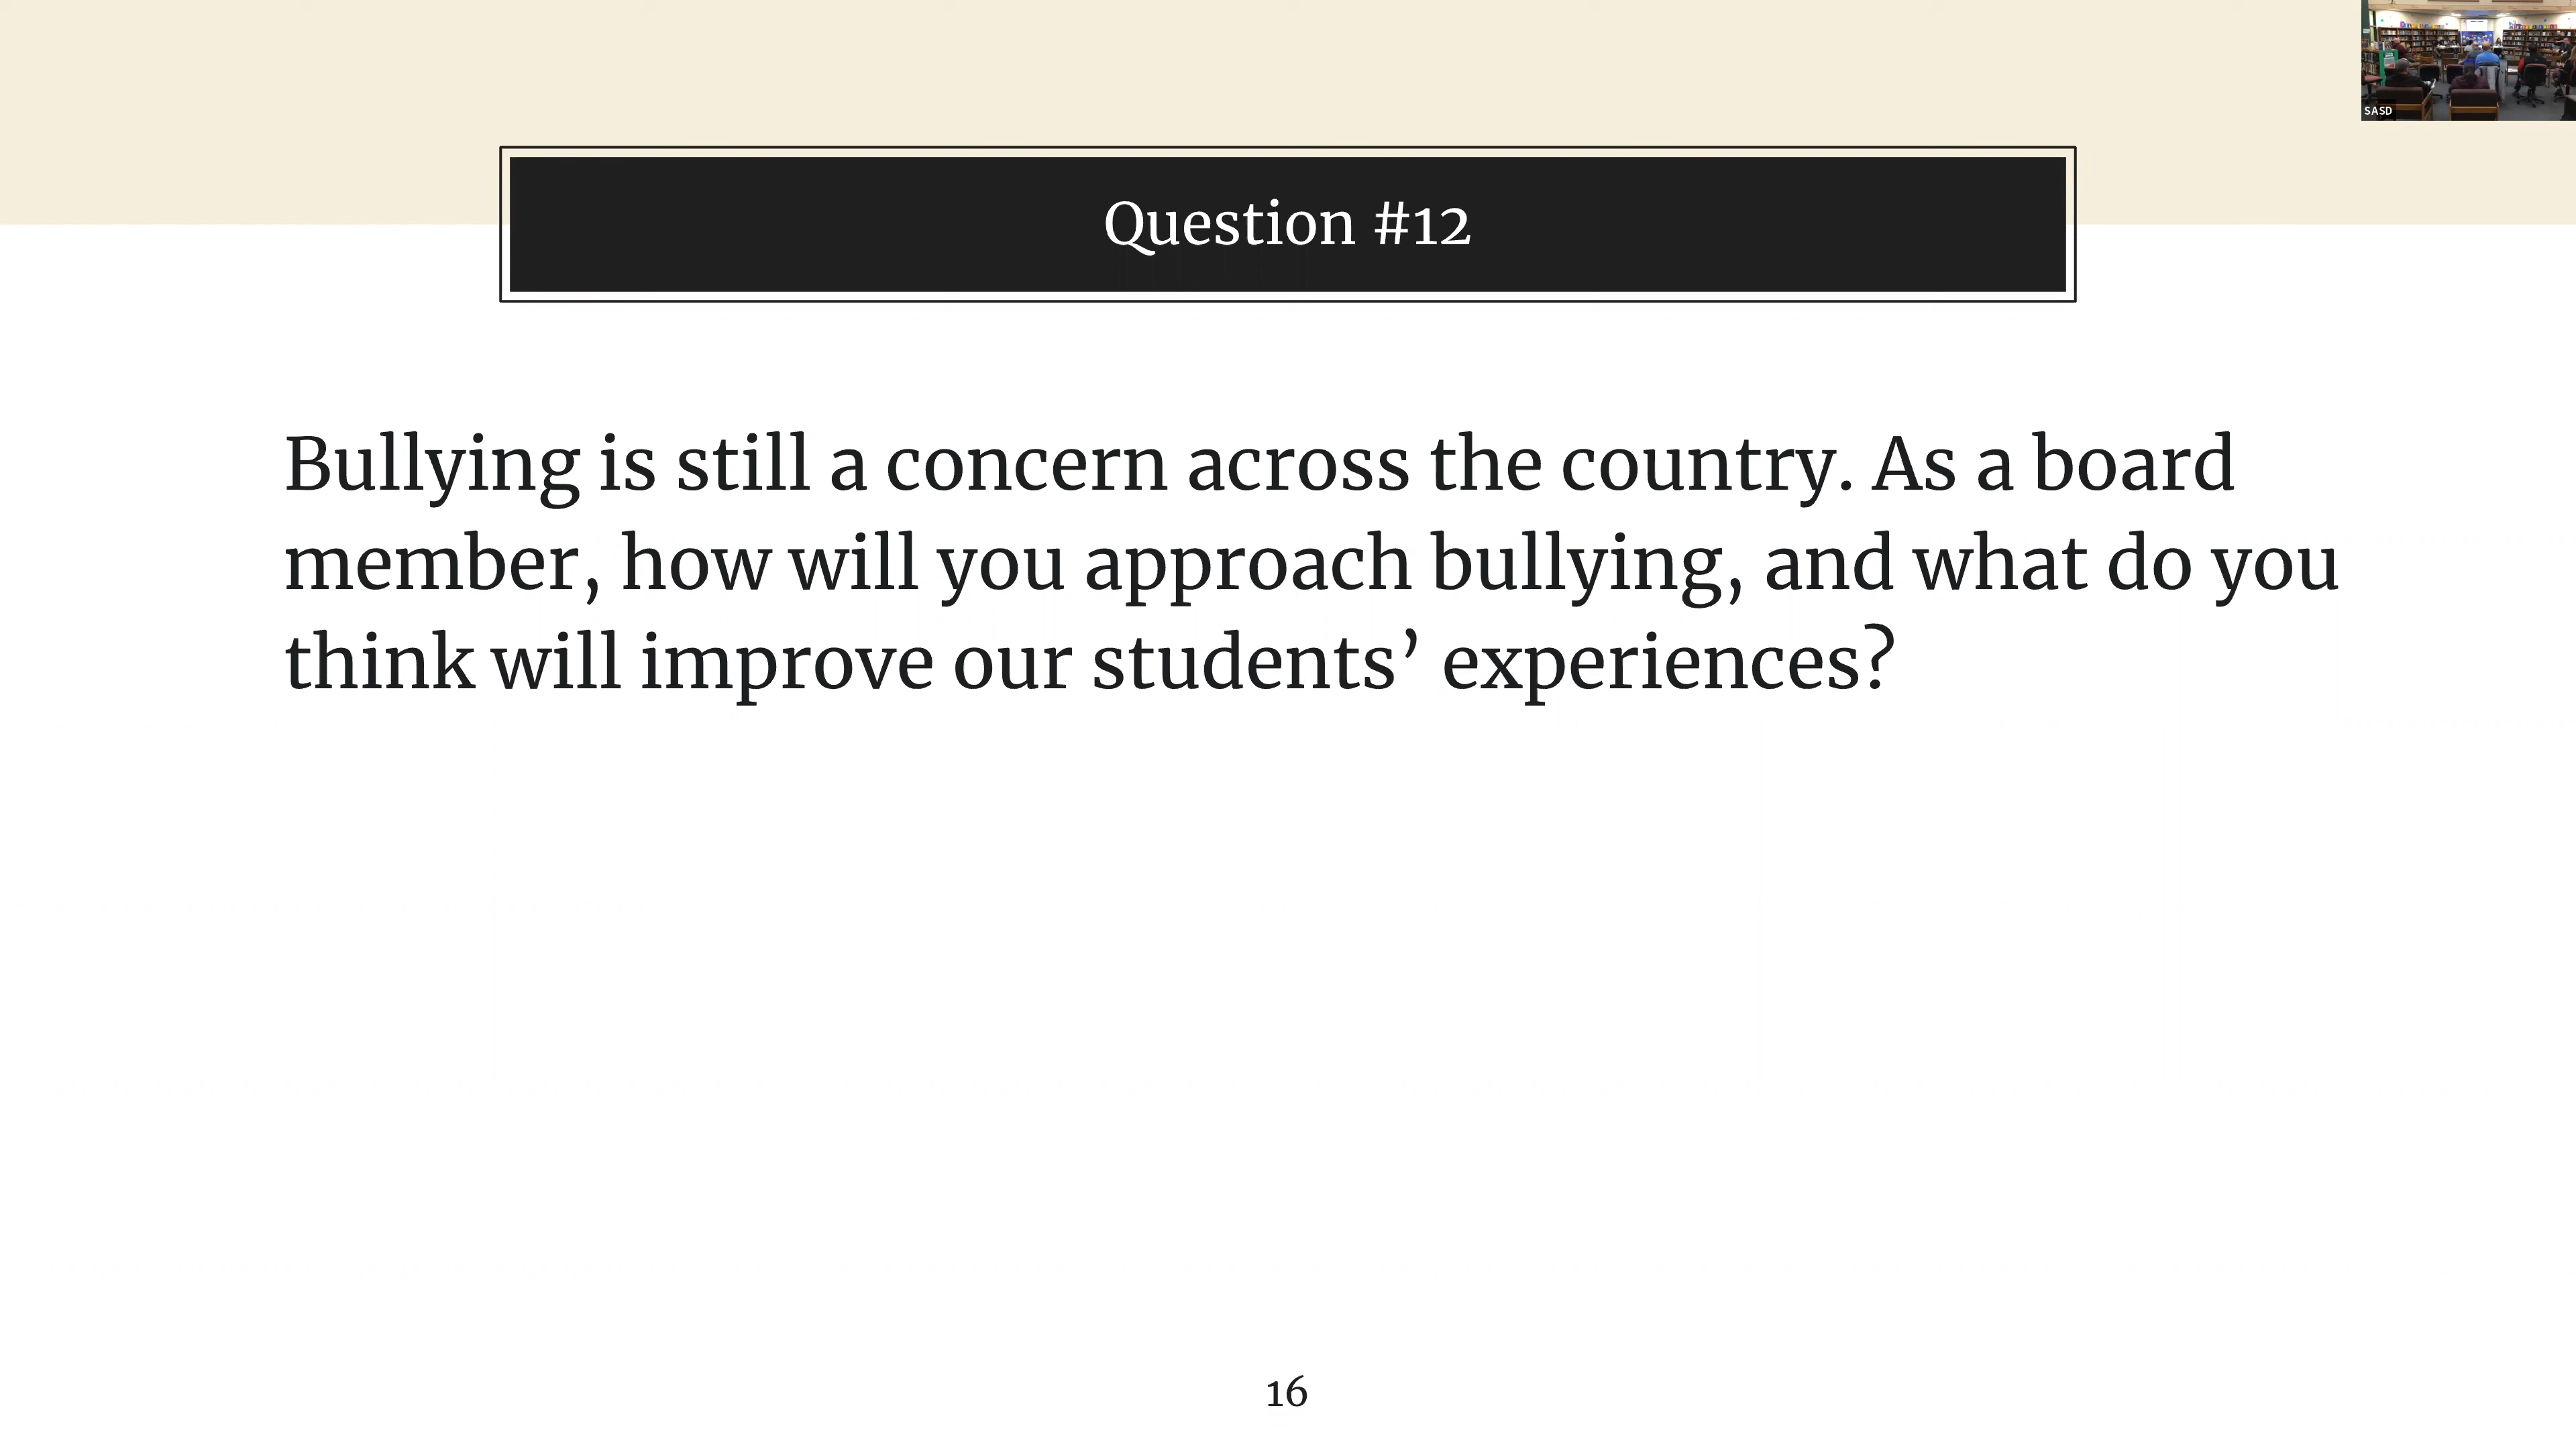 SASD
Question #12
Bullying is still a concern across the country. As a board
member, how will you approach bullying, and what do you
think will improve our students’ experiences?
16